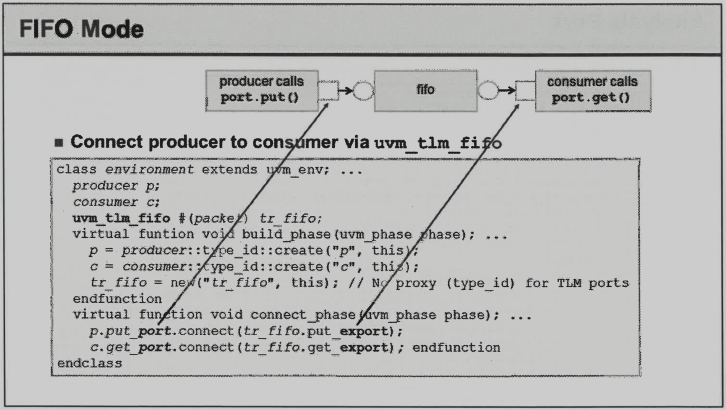 FIFO Mode
producer calls
port.put()
fifo
consumer calls
port.get()
■ Connect producer to consumer via uvm_tlm_fifo
class environment extends uvm_env; ...
producer p;
consumer c;
uvm_tlm_fifo #(packet) tr_fifo;
virtual funtion void build_phase(uvm_phase phase); ...
p = producer::type_id::create("p", this);
c = consumer::type_id::create("c", this);
tr_fifo = new("tr_fifo", this); // No proxy (type_id) for TLM ports
endfunction
virtual function void connect_phase(uvm_phase phase); ...
p.put_port.connect(tr_fifo.put_export);
c.get_port.connect(tr_fifo.get_export); endfunction
endclass